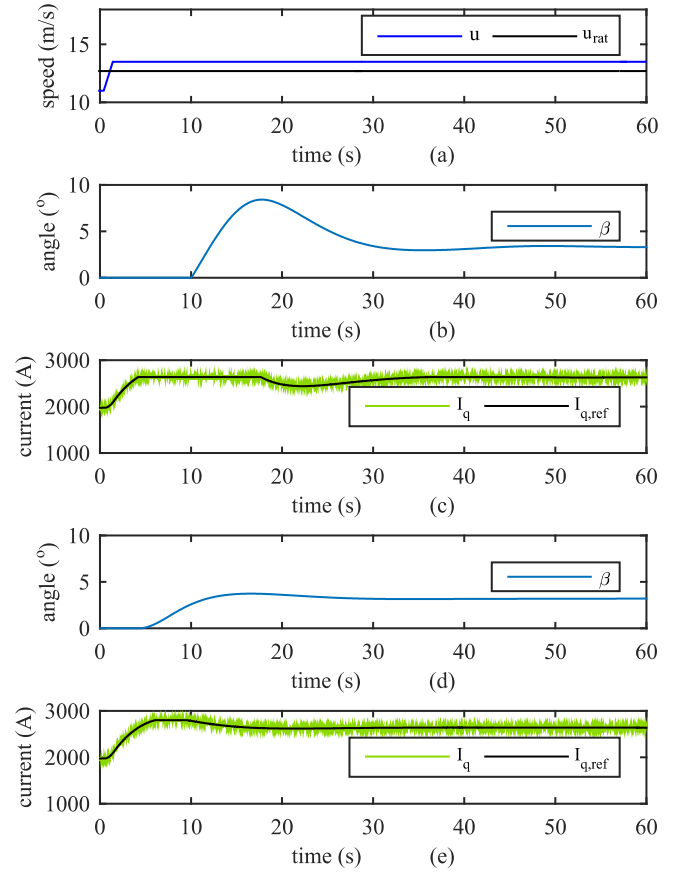 speed (m/s)
15
10
u u_rat
0 10 20 30 40 50 60
time (s) (a)
angle (°)
10
5
0
β
0 10 20 30 40 50 60
time (s) (b)
current (A)
3000
2000
1000
I_q I_q,ref
0 10 20 30 40 50 60
time (s) (c)
angle (°)
10
5
0
β
0 10 20 30 40 50 60
time (s) (d)
current (A)
3000
2000
1000
I_q I_q,ref
0 10 20 30 40 50 60
time (s) (e)